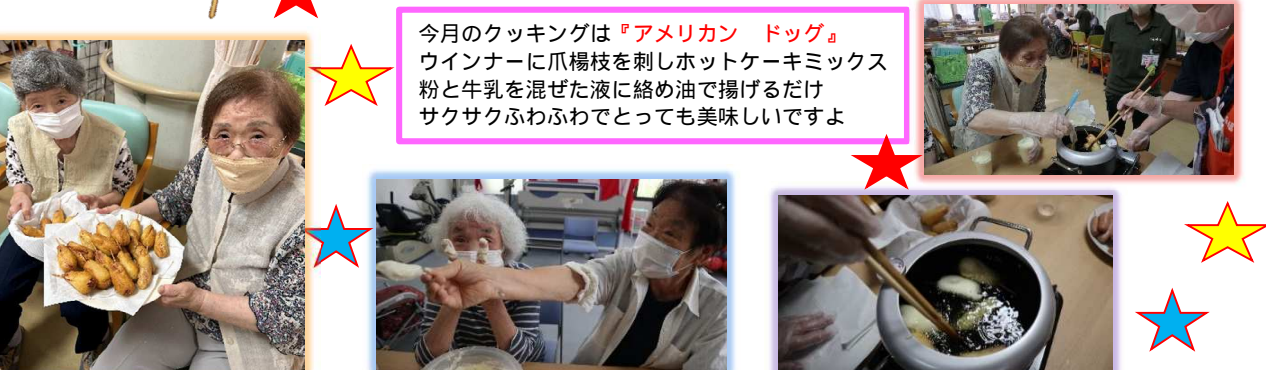 今月のクッキングは『アメリカン　ドッグ』
ウインナーに爪楊枝を刺しホットケーキミックス
粉と牛乳を混ぜた液に絡め油で揚げるだけ
サクサクふわふわでとっても美味しいですよ